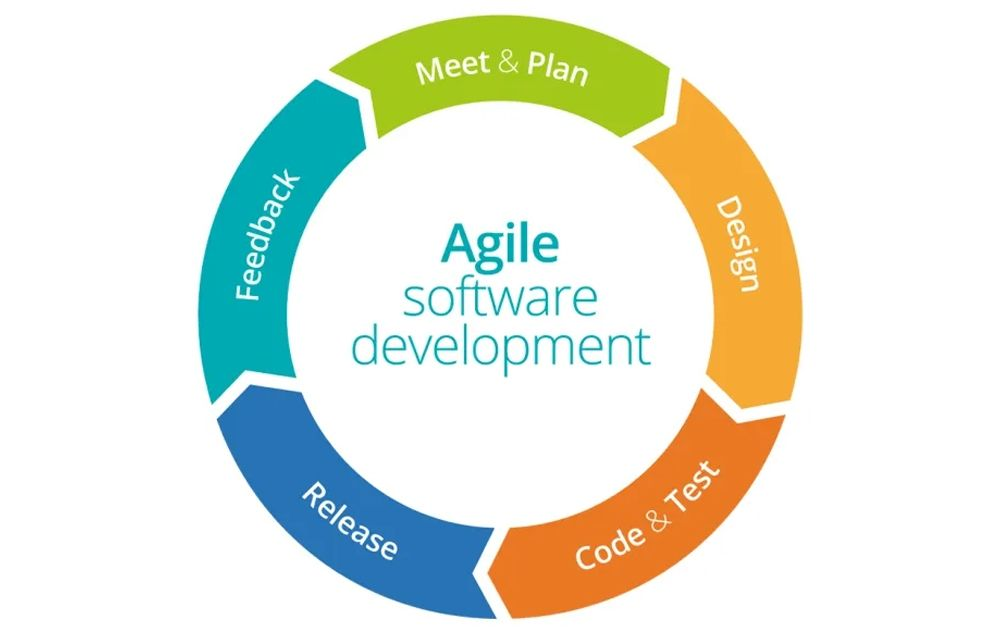 Meet & Plan
Design
Code & Test
Release
Feedback
Agile
software
development